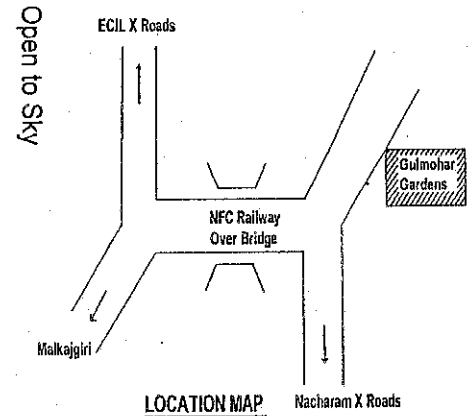 ECIL X Roads
Open to Sky
Gulmohar
Gardens
NFC Railway
Over Bridge
Malkajgiri
Nacharam X Roads
LOCATION MAP